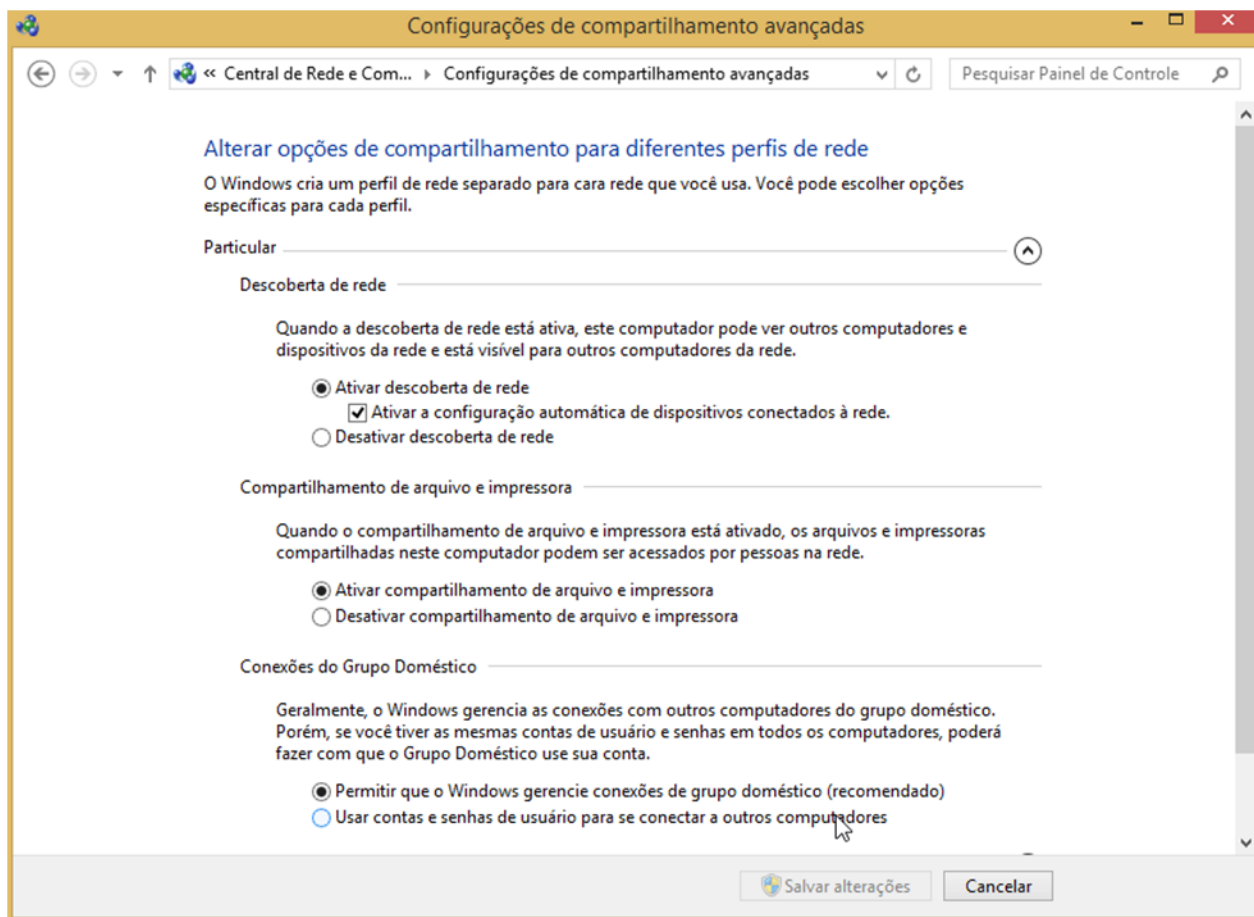 Configurações de compartilhamento avançadas
« Central de Rede e Com... Configurações de compartilhamento avançadas Pesquisar Painel de Controle
Alterar opções de compartilhamento para diferentes perfis de rede
O Windows cria um perfil de rede separado para cara rede que você usa. Você pode escolher opções
específicas para cada perfil.
Particular
Descoberta de rede
Quando a descoberta de rede está ativa, este computador pode ver outros computadores e
dispositivos da rede e está visível para outros computadores da rede.
Ativar descoberta de rede
Ativar a configuração automática de dispositivos conectados à rede.
Desativar descoberta de rede
Compartilhamento de arquivo e impressora
Quando o compartilhamento de arquivo e impressora está ativado, os arquivos e impressoras
compartilhadas neste computador podem ser acessados por pessoas na rede.
Ativar compartilhamento de arquivo e impressora
Desativar compartilhamento de arquivo e impressora
Conexões do Grupo Doméstico
Geralmente, o Windows gerencia as conexões com outros computadores do grupo doméstico.
Porém, se você tiver as mesmas contas de usuário e senhas em todos os computadores, poderá
fazer com que o Grupo Doméstico use sua conta.
Permitir que o Windows gerencie conexões de grupo doméstico (recomendado)
Usar contas e senhas de usuário para se conectar a outros computadores
Salvar alterações Cancelar